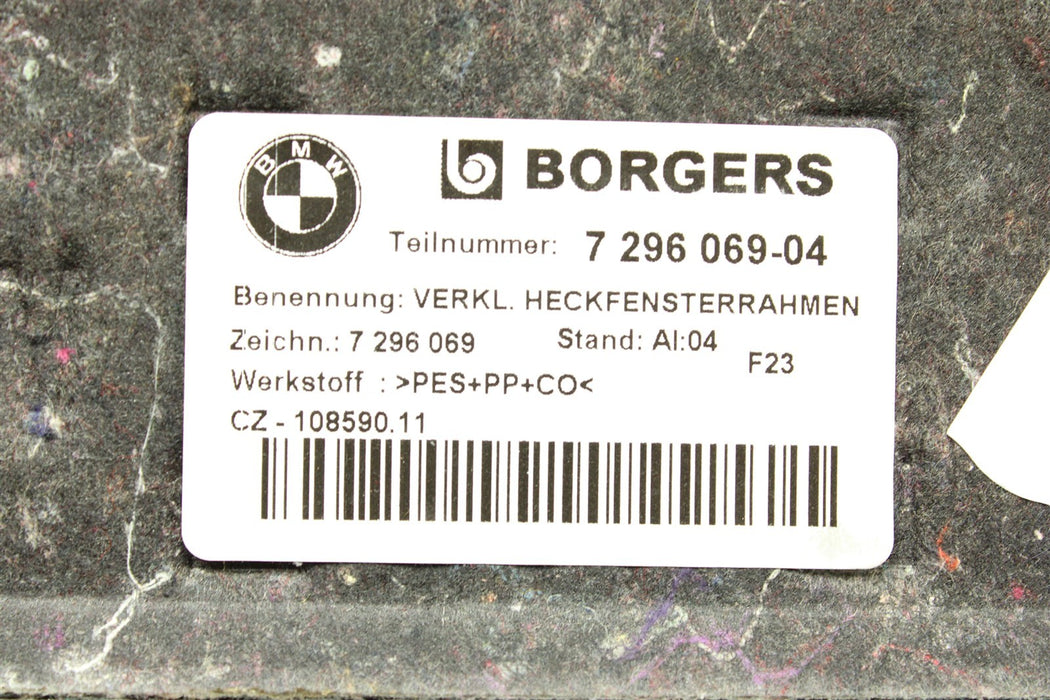 BMW
BORGERS
Teilnummer: 7 296 069-04
Benennung: VERKL. HECKFENSTERRAHMEN
Zeichn.: 7 296 069 Stand: AI:04
F23
Werkstoff : >PES+PP+CO<
CZ - 108590.11